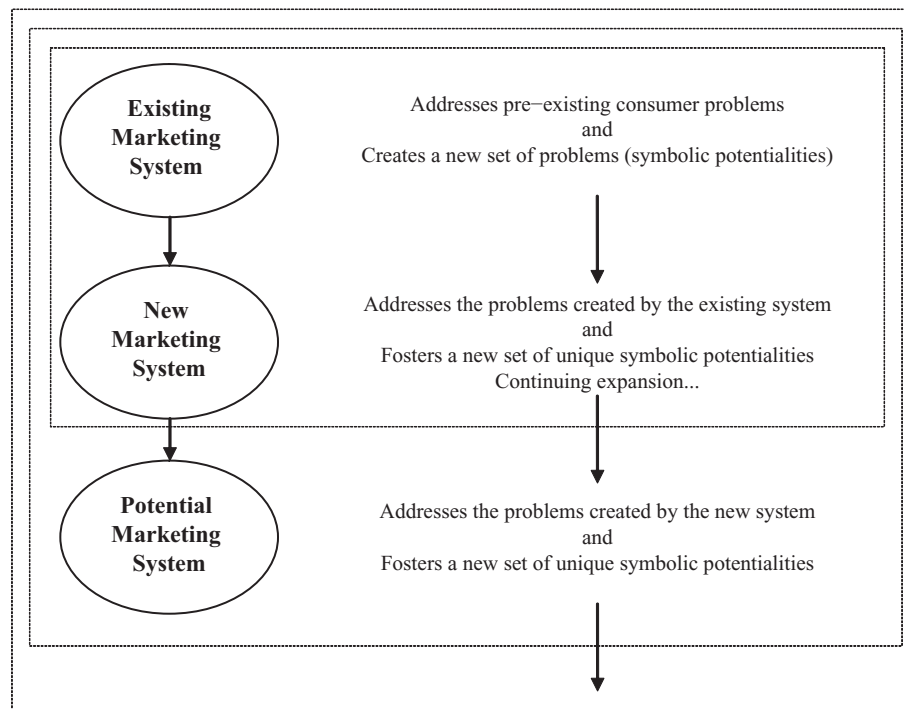 Existing
Marketing
System
Addresses pre−existing consumer problems
and
Creates a new set of problems (symbolic potentialities)
New
Marketing
System
Addresses the problems created by the existing system
and
Fosters a new set of unique symbolic potentialities
Continuing expansion...
Potential
Marketing
System
Addresses the problems created by the new system
and
Fosters a new set of unique symbolic potentialities